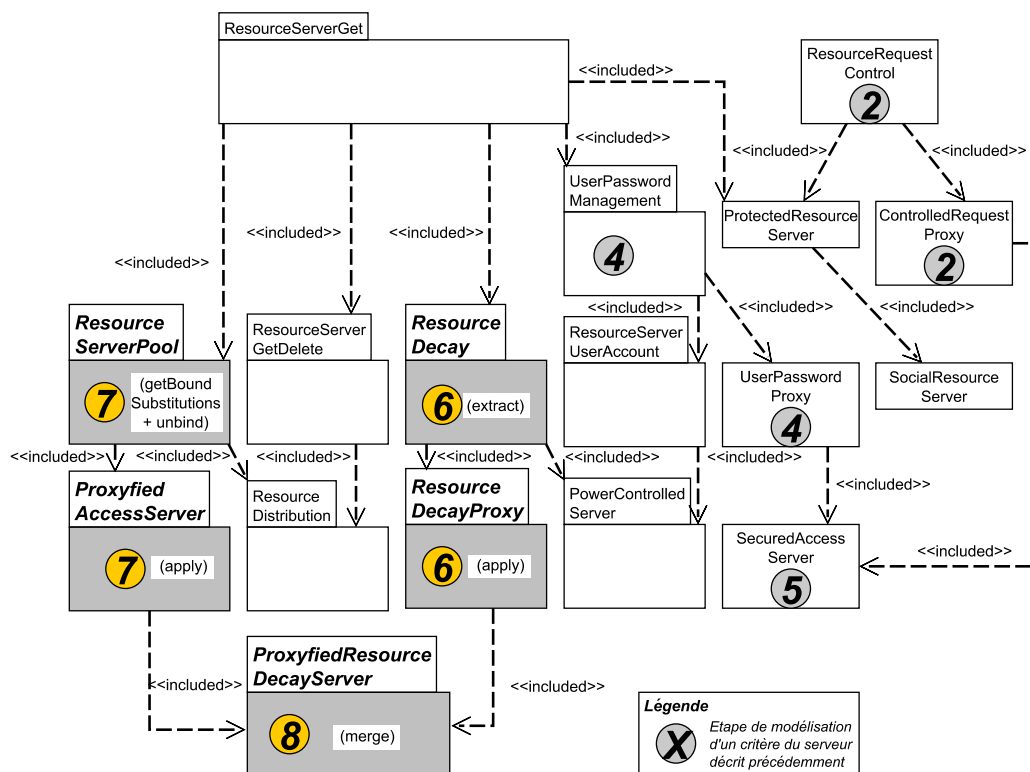 ResourceServerGet
<<included>>
ResourceRequest
Control
2
<<included>>
<<included>>
UserPassword
Management
4
ProtectedResource
Server
ControlledRequest
Proxy
2
<<included>>
<<included>>
<<included>>
<<included>>
<<included>>
<<included>>
<<included>>
Resource
ServerPool
7
(getBound
Substitutions
+ unbind)
ResourceServer
GetDelete
Resource
Decay
6
(extract)
ResourceServer
UserAccount
UserPassword
Proxy
4
SocialResource
Server
<<included>>
<<included>>
<<included>>
<<included>>
<<included>>
<<included>>
Proxyfied
AccessServer
7
(apply)
Resource
Distribution
Resource
DecayProxy
6
(apply)
PowerControlled
Server
SecuredAccess
Server
5
<<included>>
<<included>>
<<included>>
ProxyfiedResource
DecayServer
8
(merge)
Légende
X
Etape de modélisation
d'un critère du serveur
décrit précédemment